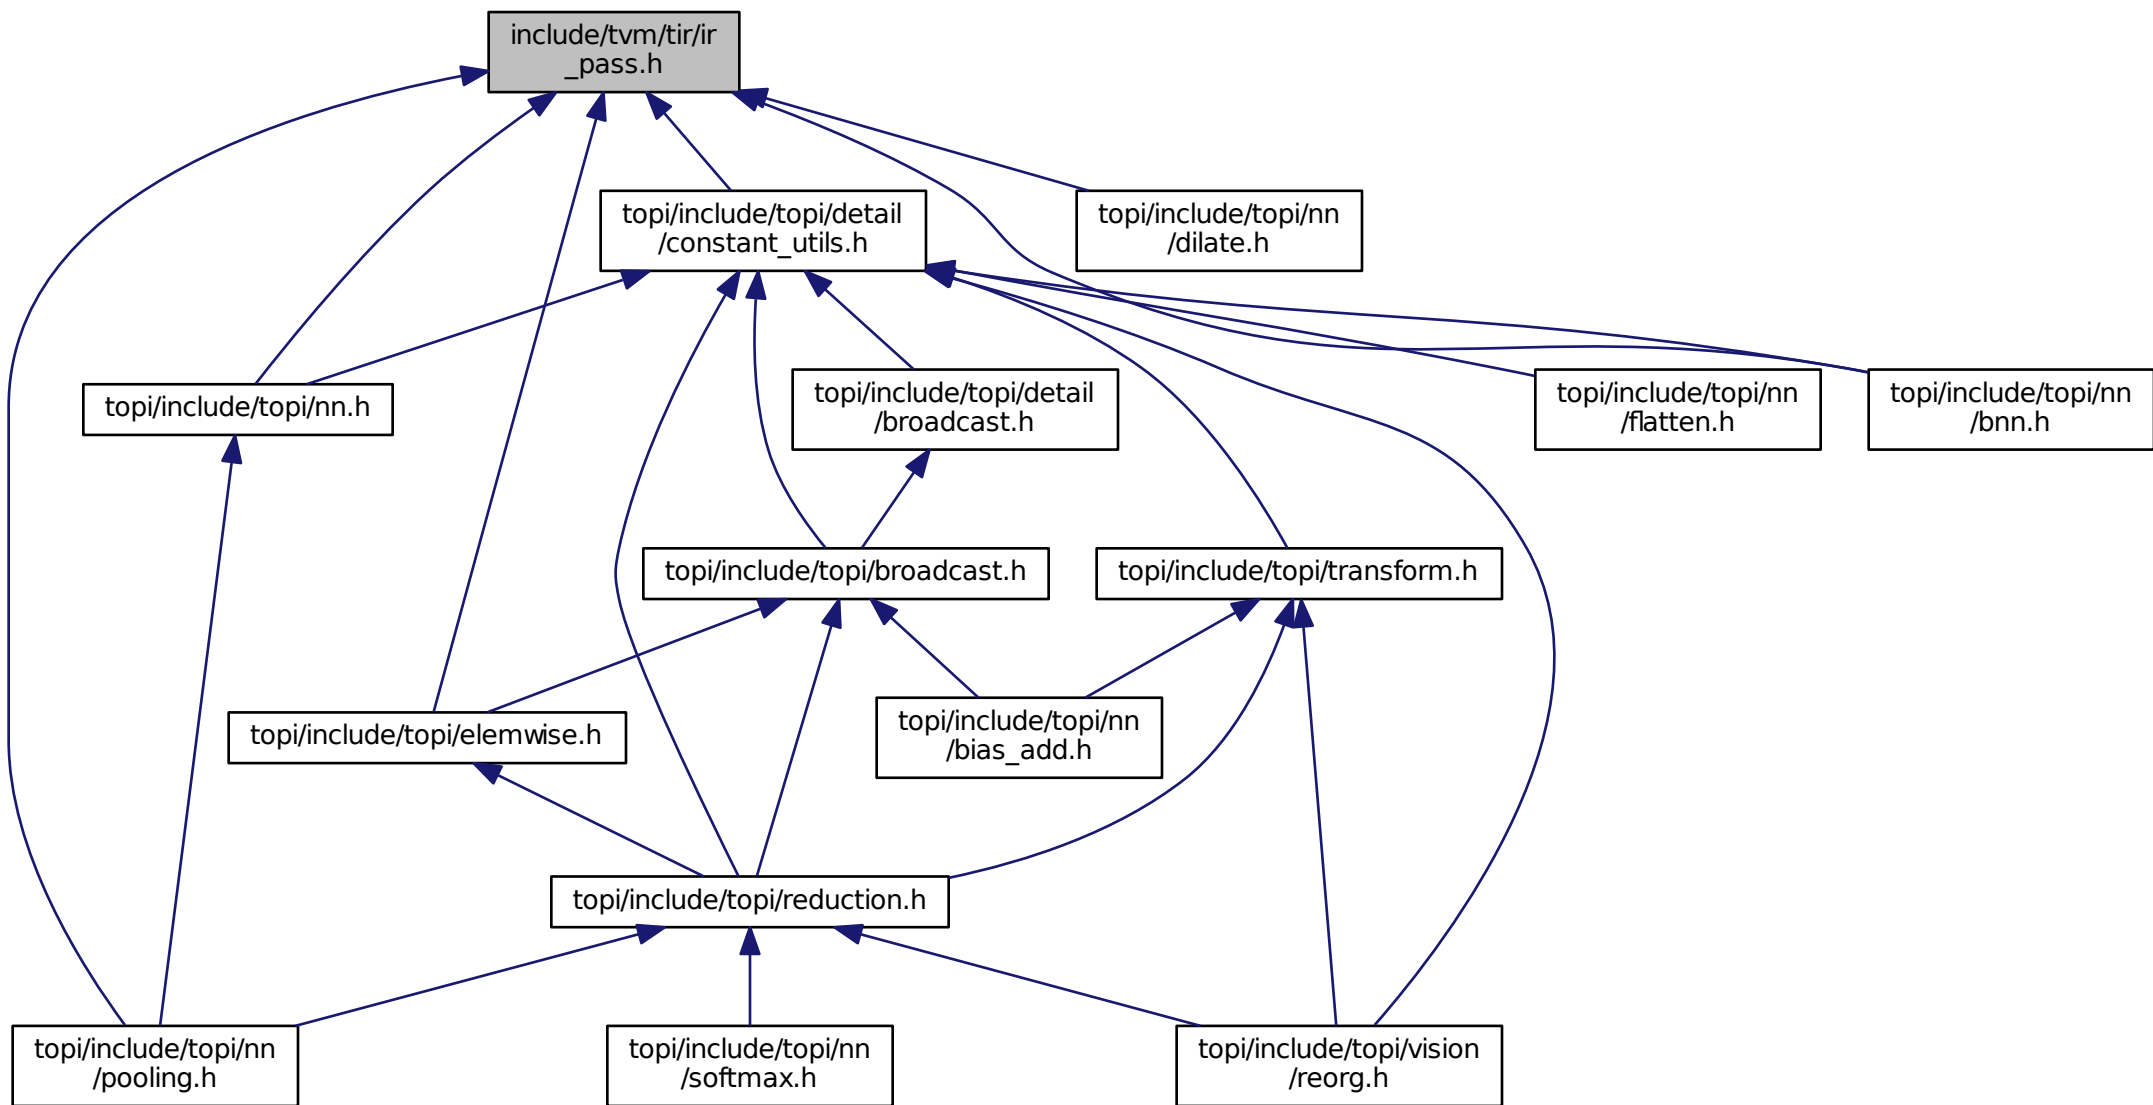 include/tvm/tir/ir
_pass.h
topi/include/topi/detail
/constant_utils.h
topi/include/topi/nn
/dilate.h
topi/include/topi/nn.h
topi/include/topi/detail
/broadcast.h
topi/include/topi/nn
/flatten.h
topi/include/topi/nn
/bnn.h
topi/include/topi/broadcast.h
topi/include/topi/transform.h
topi/include/topi/elemwise.h
topi/include/topi/nn
/bias_add.h
topi/include/topi/reduction.h
topi/include/topi/nn
/pooling.h
topi/include/topi/nn
/softmax.h
topi/include/topi/vision
/reorg.h